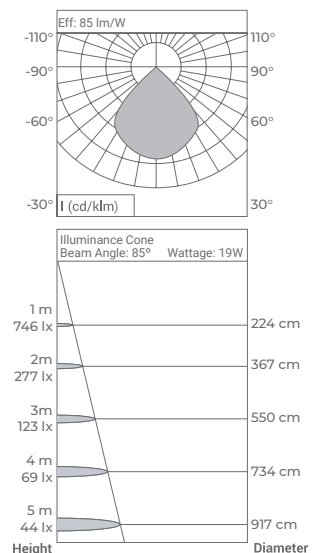 Eff: 85 lm/W
-110° 110°
-90° 90°
-60° 60°
-30° 30°
I (cd/klm)
Illuminance Cone
Beam Angle: 85º Wattage: 19W
1 m
746 lx
224 cm
2m
277 lx
367 cm
3m
123 lx
550 cm
4 m
69 lx
734 cm
5 m
44 lx
917 cm
Height Diameter